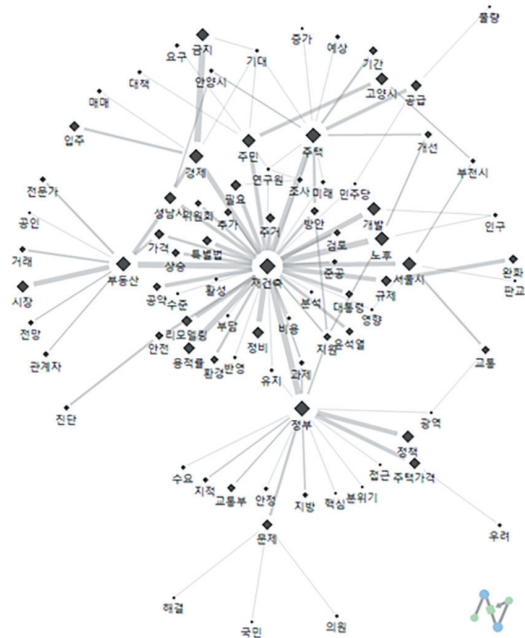 물량
금지
증가
예상
요구
기대
기간
안양시
대책
고양시
공급
매매
입주
주민
주택
개선
경제
연구원
부천시
전문가
필요
조사
미래
민주당
성남시
위원회
추가
주거
방안
개발
인구
공인
가격
특별법
검토
노후
거래
부동산
상승
재건축
준공
서울시
완화
판교
시장
공약
수준
활성
분석
대통령
규제
영향
전망
리모델링
부담
비용
관계자
안전
용적률
정비
지원
윤석열
교통
환경
반영
유지
과제
진단
정부
광역
정책
수요
지적
교통부
안정
지방
핵심
분위기
접근
주택가격
문제
우려
해결
국민
의원